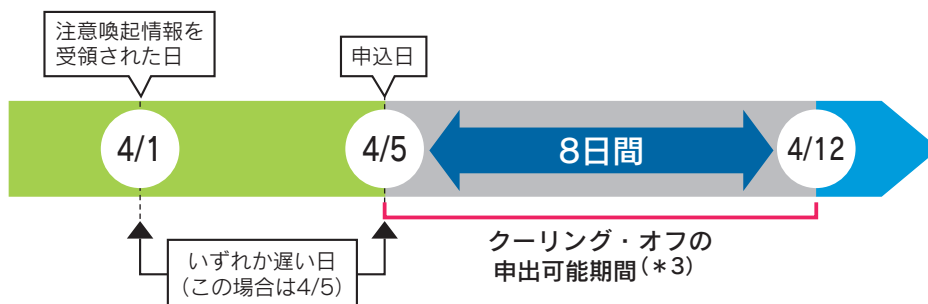 注意喚起情報を
受領された日
申込日
4/1
4/5
8日間
4/12
いずれか遅い日
(この場合は4/5)
クーリング・オフの
申出可能期間(*3)